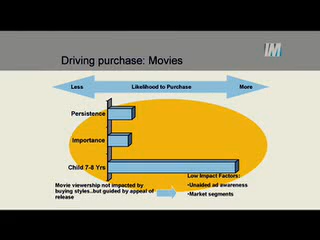 IM
Driving purchase: Movies
Less Likelihood to Purchase More
Persistence
Importance
Child 7-8 Yrs
Movie viewership not impacted by
buying styles..but guided by appeal of
release
Low Impact Factors:
•Unaided ad awareness
•Market segments